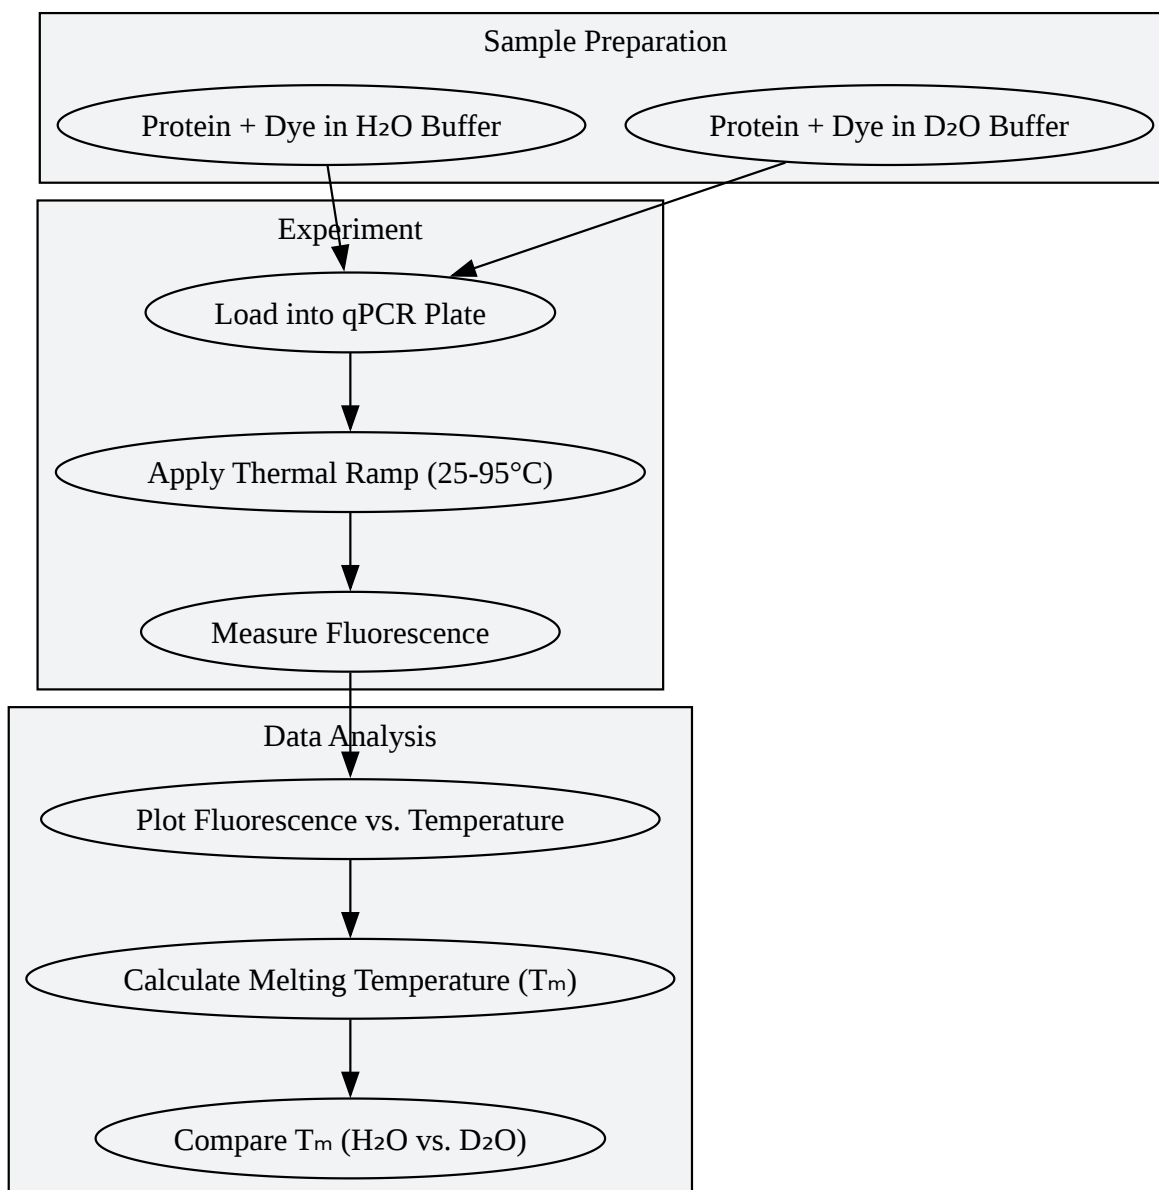 Sample Preparation
Protein + Dye in H₂O Buffer
Protein + Dye in D₂O Buffer
Experiment
Load into qPCR Plate
Apply Thermal Ramp (25-95°C)
Measure Fluorescence
Data Analysis
Plot Fluorescence vs. Temperature
Calculate Melting Temperature (Tₘ)
Compare Tₘ (H₂O vs. D₂O)